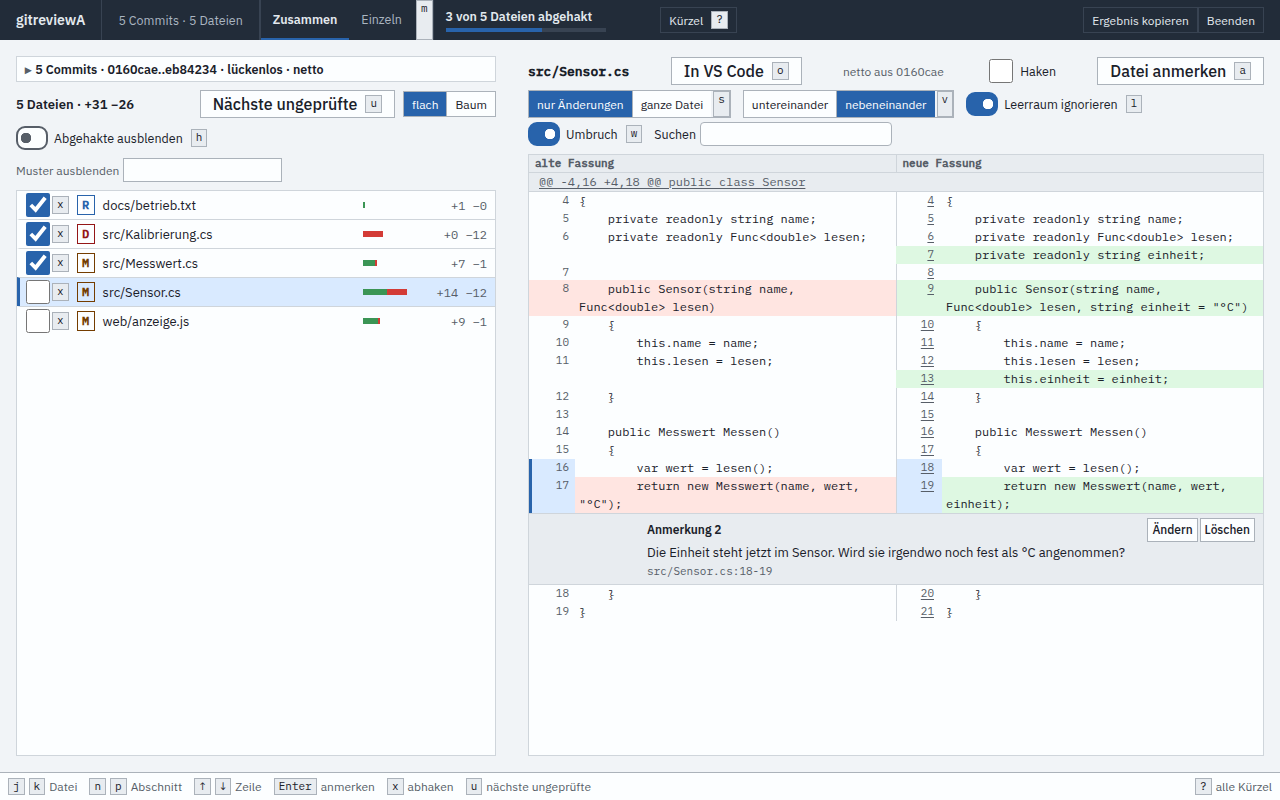 gitreviewA 5 Commits · 5 Dateien Zusammen Einzeln m 3 von 5 Dateien abgehakt Kürzel ? Ergebnis kopieren Beenden
▸ 5 Commits · 0160cae..eb84234 · lückenlos · netto
5 Dateien · +31 −26 Nächste ungeprüfte u flach Baum
Abgehakte ausblenden h
Muster ausblenden
x R docs/betrieb.txt +1 −0
x D src/Kalibrierung.cs +0 −12
x M src/Messwert.cs +7 −1
x M src/Sensor.cs +14 −12
x M web/anzeige.js +9 −1
src/Sensor.cs In VS Code o netto aus 0160cae Haken Datei anmerken a
nur Änderungen ganze Datei s untereinander nebeneinander v Leerraum ignorieren l
Umbruch w Suchen
alte Fassung neue Fassung
@@ -4,16 +4,18 @@ public class Sensor
4 { 4 {
5 private readonly string name; 5 private readonly string name;
6 private readonly Func<double> lesen; 6 private readonly Func<double> lesen;
7 private readonly string einheit;
7 8
8 public Sensor(string name, 9 public Sensor(string name,
Func<double> lesen) Func<double> lesen, string einheit = "°C")
9 { 10 {
10 this.name = name; 11 this.name = name;
11 this.lesen = lesen; 12 this.lesen = lesen;
13 this.einheit = einheit;
12 } 14 }
13 15
14 public Messwert Messen() 16 public Messwert Messen()
15 { 17 {
16 var wert = lesen(); 18 var wert = lesen();
17 return new Messwert(name, wert, 19 return new Messwert(name, wert,
"°C"); einheit);
Anmerkung 2 Ändern Löschen
Die Einheit steht jetzt im Sensor. Wird sie irgendwo noch fest als °C angenommen?
src/Sensor.cs:18-19
18 } 20 }
19 } 21 }
j k Datei n p Abschnitt ↑ ↓ Zeile Enter anmerken x abhaken u nächste ungeprüfte ? alle Kürzel